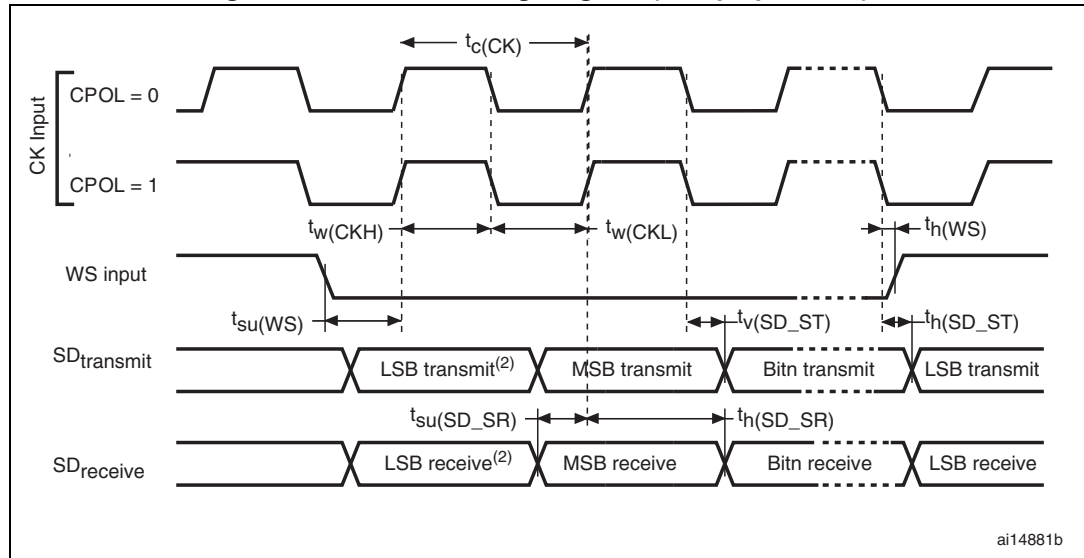 tc(CK)
CK Input
CPOL = 0
CPOL = 1
tw(CKH)
tw(CKL)
th(WS)
WS input
tsu(WS)
tv(SD_ST)
th(SD_ST)
SDtransmit
LSB transmit(2)
MSB transmit
Bitn transmit
LSB transmit
tsu(SD_SR)
th(SD_SR)
SDreceive
LSB receive(2)
MSB receive
Bitn receive
LSB receive
ai14881b